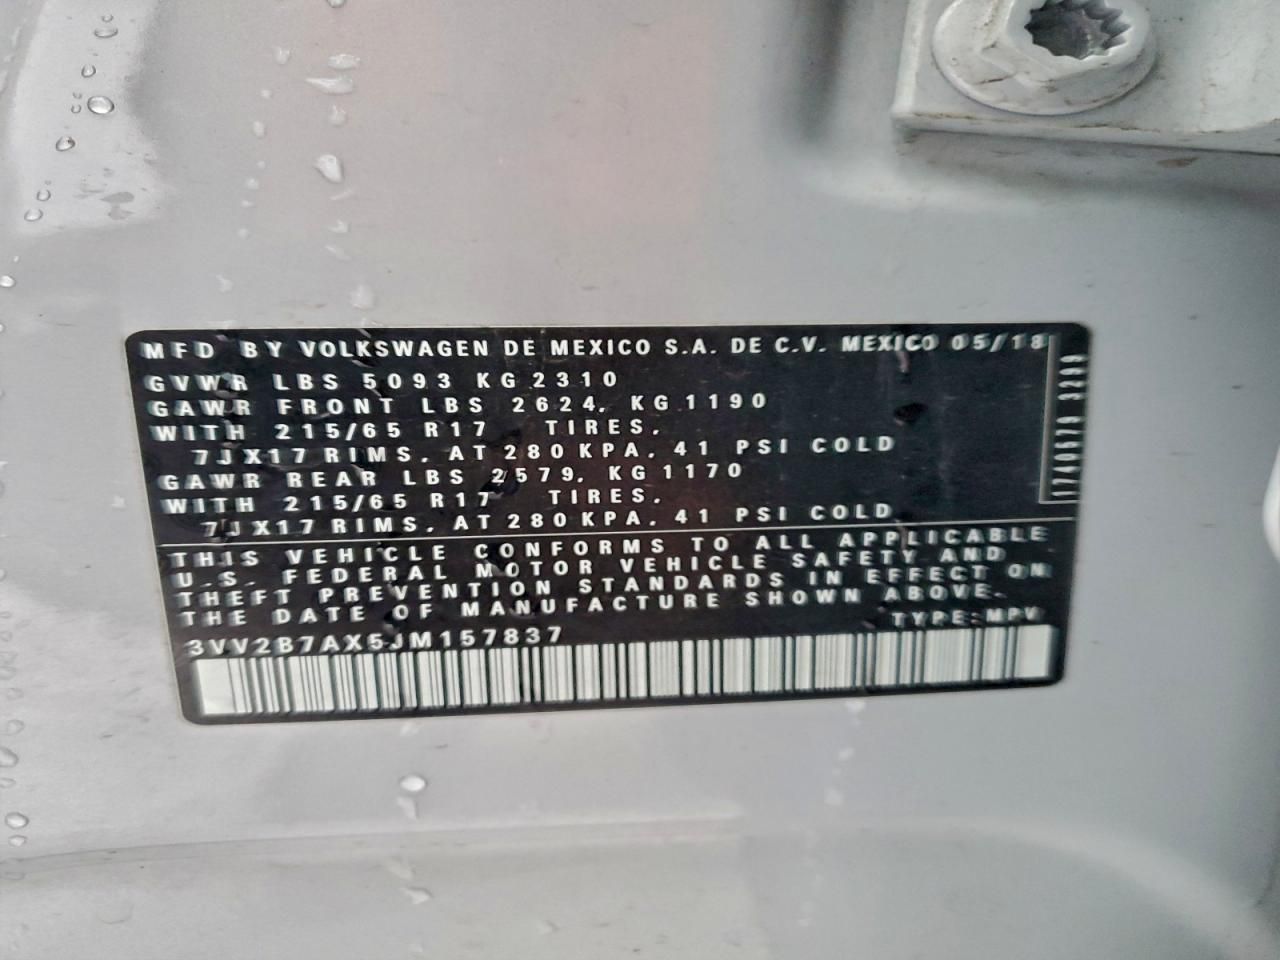 MFD BY VOLKSWAGEN DE MEXICO S.A. DE C.V. MEXICO 05/18
GVWR LBS 5093 KG 2310
GAWR FRONT LBS 2624, KG 1190
WITH 215/65 R17 TIRES,
7JX17 RIMS, AT 280 KPA, 41 PSI COLD
GAWR REAR LBS 2579, KG 1170
WITH 215/65 R17 TIRES,
7JX17 RIMS, AT 280 KPA, 41 PSI COLD
THIS VEHICLE CONFORMS TO ALL APPLICABLE
U.S. FEDERAL MOTOR VEHICLE SAFETY AND
THEFT PREVENTION STANDARDS IN EFFECT ON
THE DATE OF MANUFACTURE SHOWN ABOVE.
TYPE: MPV
3VV2B7AX5JM157837